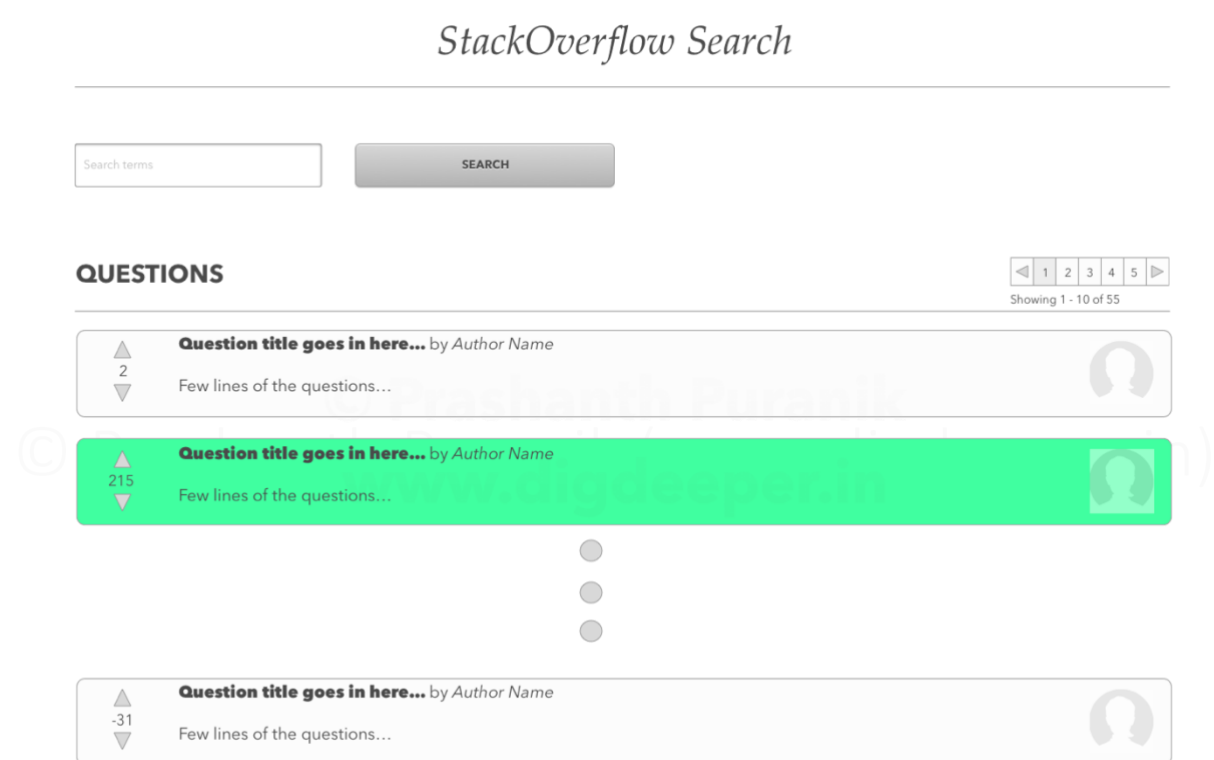 StackOverflow Search
Search terms
SEARCH
QUESTIONS
1 2 3 4 5
Showing 1 - 10 of 55
Question title goes in here... by Author Name
2
Few lines of the questions...
© Prashanth Puranik
Question title goes in here... by Author Name
215
Few lines of the questions...
www.digdeeper.in
Question title goes in here... by Author Name
-31
Few lines of the questions...